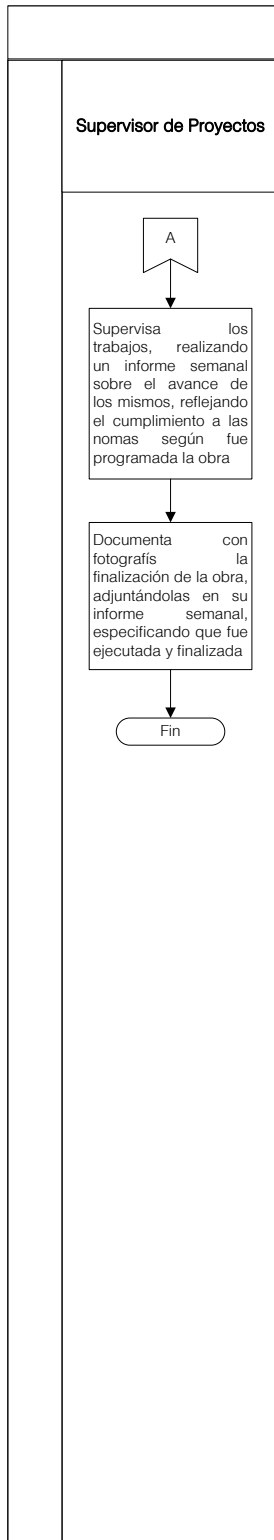 Supervisor de Proyectos
A
Supervisa los
trabajos, realizando
un informe semanal
sobre el avance de
los mismos, reflejando
el cumplimiento a las
nomas según fue
programada la obra
Documenta con
fotografís la
finalización de la obra,
adjuntándolas en su
informe semanal,
especificando que fue
ejecutada y finalizada
Fin